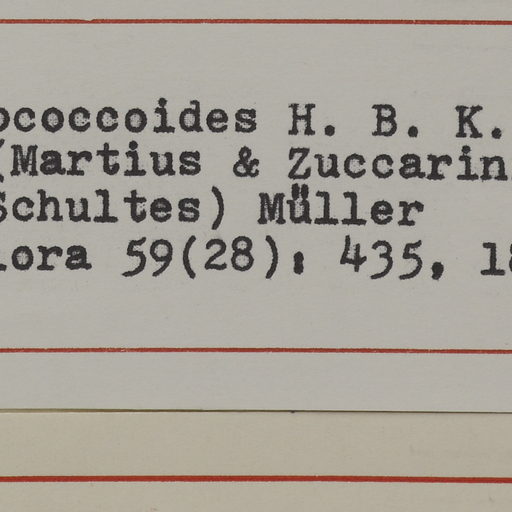 ococcoides H. B. K.
(Martius & Zuccarin
Schultes) Müller
lora 59(28): 435, 18